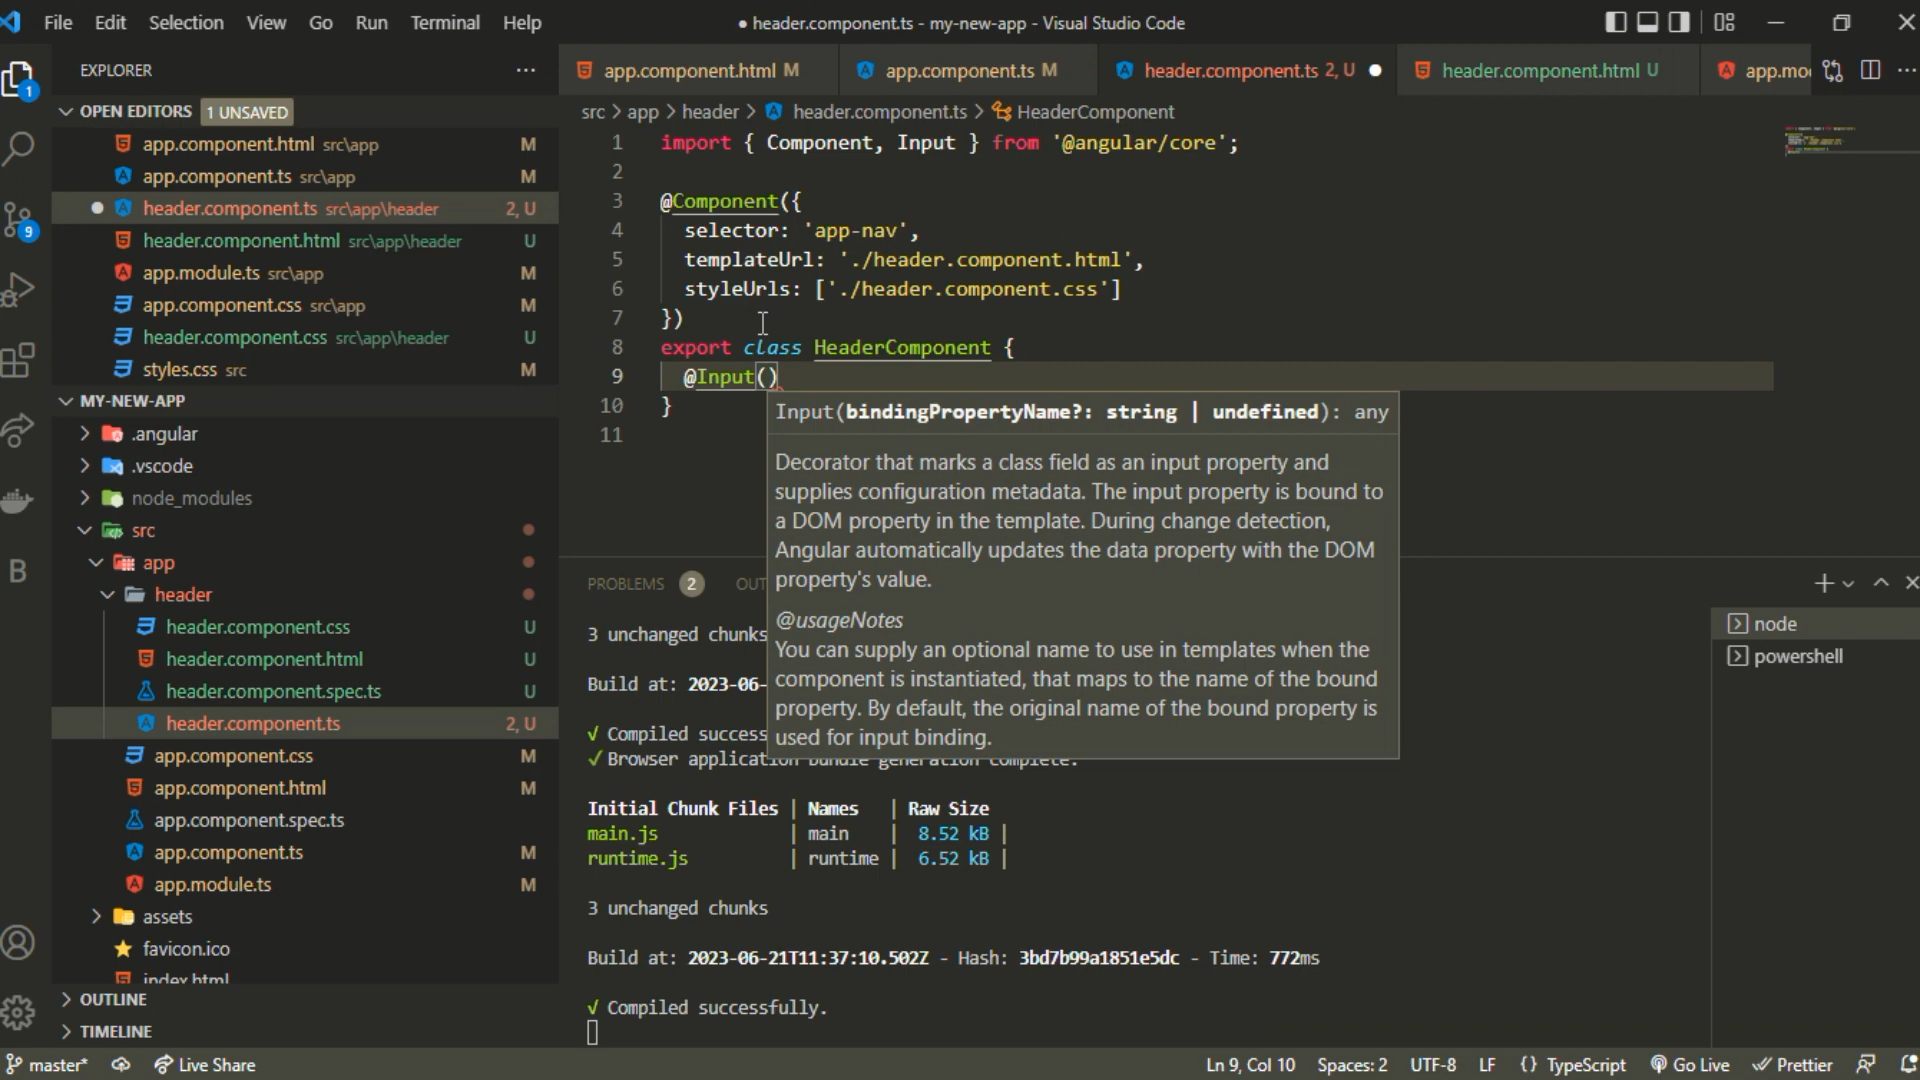 File Edit Selection View Go Run Terminal Help
● header.component.ts - my-new-app - Visual Studio Code
EXPLORER
app.component.html M
app.component.ts M
header.component.ts 2, U
header.component.html U
app.mo
OPEN EDITORS 1 UNSAVED
app.component.html src\app M
app.component.ts src\app M
header.component.ts src\app\header 2, U
header.component.html src\app\header U
app.module.ts src\app M
app.component.css src\app M
header.component.css src\app\header U
styles.css src M
MY-NEW-APP
.angular
.vscode
node_modules
src
app
header
header.component.css U
header.component.html U
header.component.spec.ts U
header.component.ts 2, U
app.component.css M
app.component.html M
app.component.spec.ts
app.component.ts M
app.module.ts M
assets
favicon.ico
index.html
OUTLINE
TIMELINE
1
9
B
src > app > header > header.component.ts > HeaderComponent
1 import { Component, Input } from '@angular/core';
2
3 @Component({
4 selector: 'app-nav',
5 templateUrl: './header.component.html',
6 styleUrls: ['./header.component.css']
7 })
8 export class HeaderComponent {
9 @Input()
10 }
11
Input(bindingPropertyName?: string | undefined): any
Decorator that marks a class field as an input property and
supplies configuration metadata. The input property is bound to
a DOM property in the template. During change detection,
Angular automatically updates the data property with the DOM
property's value.
@usageNotes
You can supply an optional name to use in templates when the
component is instantiated, that maps to the name of the bound
property. By default, the original name of the bound property is
used for input binding.
PROBLEMS 2 OUT
3 unchanged chunks
Build at: 2023-06-
√ Compiled success
✓ Browser application bundle generation complete.
Initial Chunk Files | Names | Raw Size
main.js | main | 8.52 kB |
runtime.js | runtime | 6.52 kB |
3 unchanged chunks
Build at: 2023-06-21T11:37:10.502Z - Hash: 3bd7b99a1851e5dc - Time: 772ms
√ Compiled successfully.
node
powershell
master*
Live Share
Ln 9, Col 10 Spaces: 2 UTF-8 LF {} TypeScript Go Live Prettier